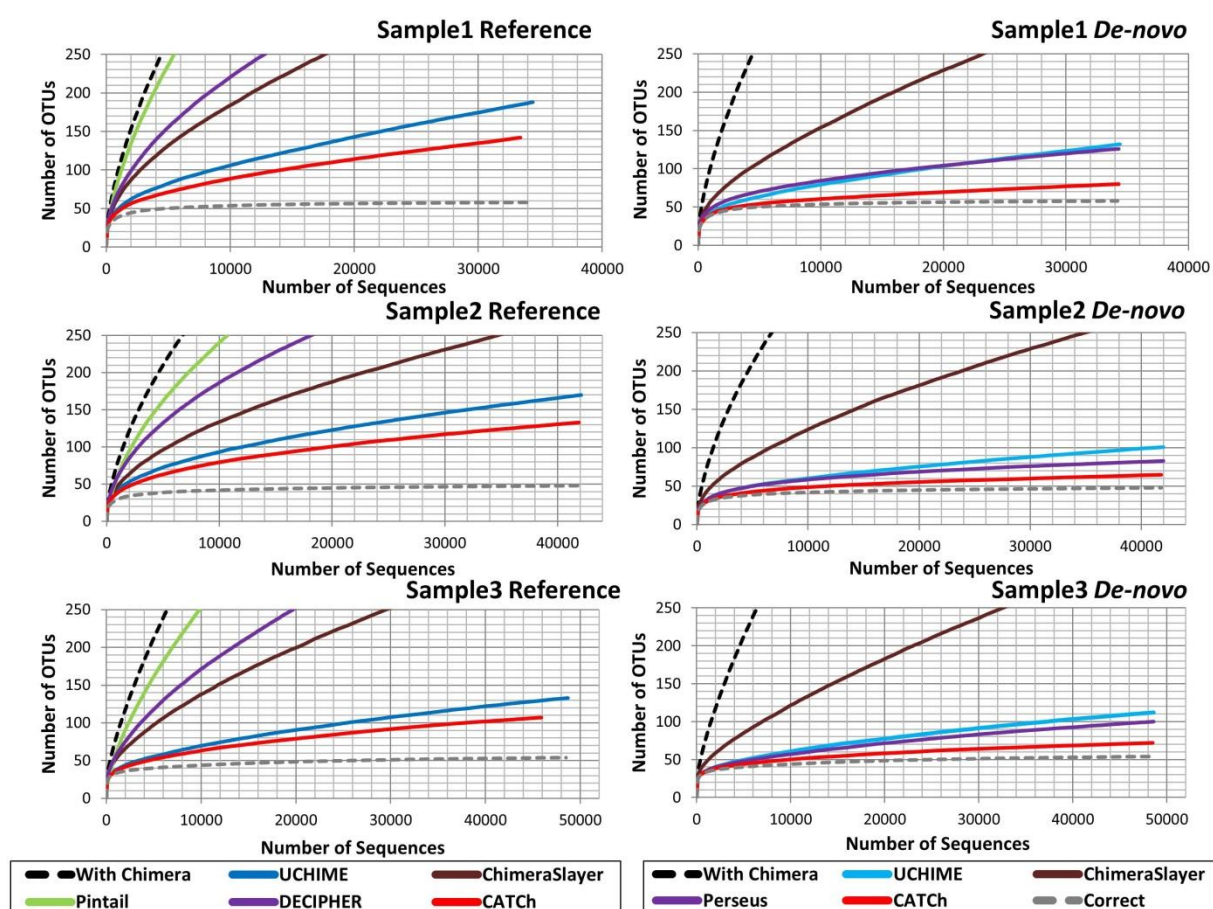 Sample1 Reference
Number of OTUs
250
200
150
100
50
0
0 10000 20000 30000 40000
Number of Sequences
Sample1 De-novo
Number of OTUs
250
200
150
100
50
0
0 10000 20000 30000 40000
Number of Sequences
Sample2 Reference
Number of OTUs
250
200
150
100
50
0
0 10000 20000 30000 40000
Number of Sequences
Sample2 De-novo
Number of OTUs
250
200
150
100
50
0
0 10000 20000 30000 40000
Number of Sequences
Sample3 Reference
Number of OTUs
250
200
150
100
50
0
0 10000 20000 30000 40000 50000
Number of Sequences
Sample3 De-novo
Number of OTUs
250
200
150
100
50
0
0 10000 20000 30000 40000 50000
Number of Sequences
With Chimera UCHIME ChimeraSlayer
Pintail DECIPHER CATCh
With Chimera UCHIME ChimeraSlayer
Perseus CATCh Correct